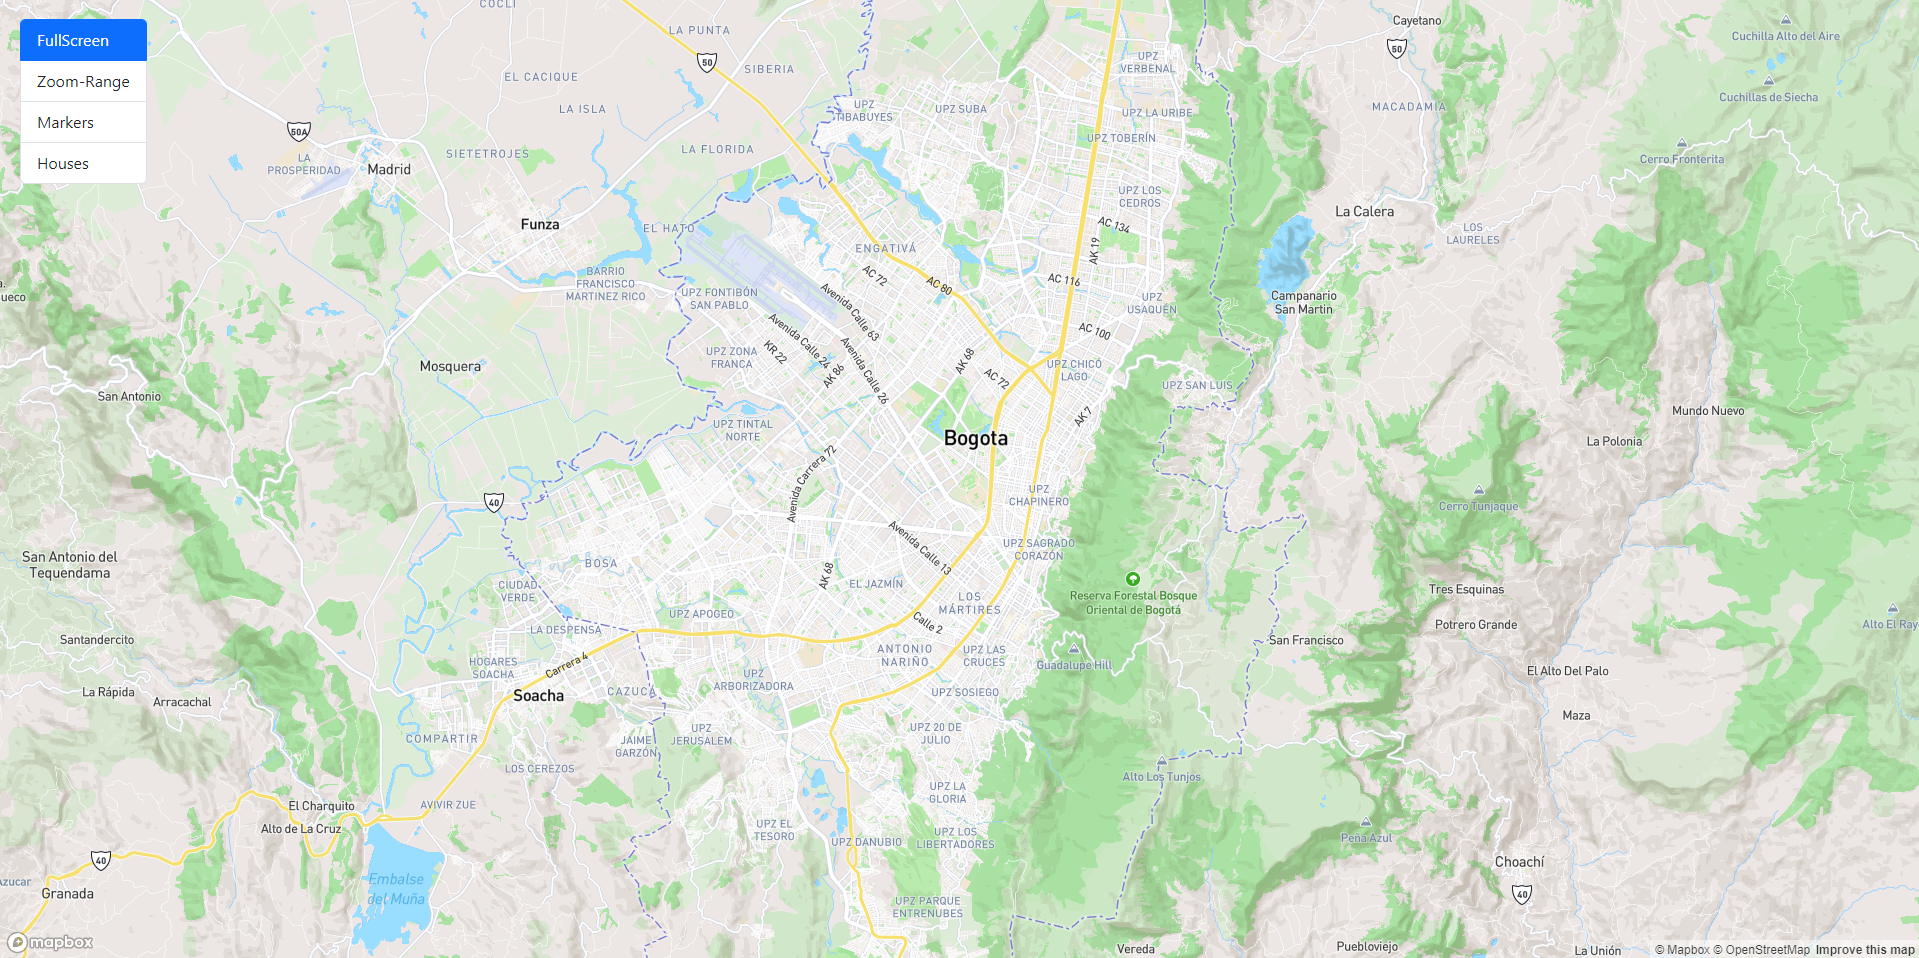 FullScreen
Zoom-Range
Markers
Houses
COCLI
LA PUNTA
50
SIBERIA
EL CACIQUE
LA ISLA
50A
LA
PROSPERIDAD
Madrid
SIETETROJES
LA FLORIDA
Funza
EL HATO
BARRIO
FRANCISCO
MARTINEZ RICO
UPZ
TIBABUYES
UPZ SUBA
UPZ
VERBENAL
UPZ LA URIBE
UPZ TOBERÍN
UPZ LOS
CEDROS
AC 134
AK 19
ENGATIVÁ
AC 72
AC 80
AC 116
UPZ FONTIBÓN
SAN PABLO
Avenida Calle 63
UPZ
USAQUÉN
AC 100
Avenida Calle 24
KR 22
Avenida Calle 26
AK 86
AK 68
AC 72
UPZ ZONA
FRANCA
UPZ CHICÓ
LAGO
UPZ SAN LUIS
AK 7
Cayetano
50
Cuchilla Alto del Aire
Cuchillas de Siecha
MACADAMIA
Cerro Fronterita
La Calera
LOS
LAURELES
Campanario
San Martin
ueco
Mosquera
San Antonio
Mundo Nuevo
La Polonia
UPZ TINTAL
NORTE
Bogota
Avenida Carrera 72
40
UPZ
CHAPINERO
Cerro Tunjaque
Avenida Calle 13
UPZ SAGRADO
CORAZÓN
San Antonio del
Tequendama
BOSA
CIUDAD
VERDE
AK 68
EL JAZMÍN
LOS
MÁRTIRES
Reserva Forestal Bosque
Oriental de Bogotá
Tres Esquinas
Potrero Grande
Alto El Rayo
UPZ APOGEO
Calle 2
LA DESPENSA
Santandercito
San Francisco
Carrera 4
HOGARES
SOACHA
ANTONIO
NARIÑO
UPZ LAS
CRUCES
Guadalupe Hill
El Alto Del Palo
La Rápida
Arracachal
Soacha
CAZUCÁ
UPZ
ARBORIZADORA
UPZ SOSIEGO
Maza
COMPARTIR
JAIME
GARZÓN
UPZ
JERUSALEM
UPZ 20 DE
JULIO
LOS CEREZOS
Alto Los Tunjos
El Charquito
AVIVIR ZUE
Alto de La Cruz
UPZ LA
GLORIA
UPZ EL
TESORO
UPZ DANUBIO
UPZ LOS
LIBERTADORES
Peña Azul
40
Choachí
40
Azucar
Granada
Embalse
del Muña
UPZ PARQUE
ENTRENUBES
Vereda
Puebloviejo
La Unión
mapbox
© Mapbox © OpenStreetMap Improve this map